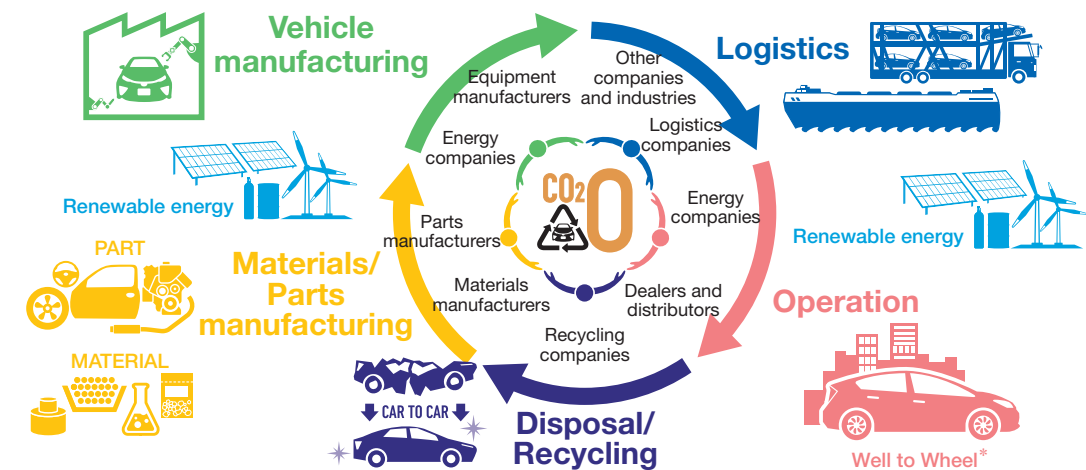 Vehicle
manufacturing
Logistics
Equipment
manufacturers
Other
companies
and industries
Energy
companies
Logistics
companies
Renewable energy
CO2
0
Energy
companies
Renewable energy
Parts
manufacturers
PART
Materials/
Parts
manufacturing
Materials
manufacturers
Dealers and
distributors
Operation
Recycling
companies
MATERIAL
CAR TO CAR
Disposal/
Recycling
Well to Wheel*